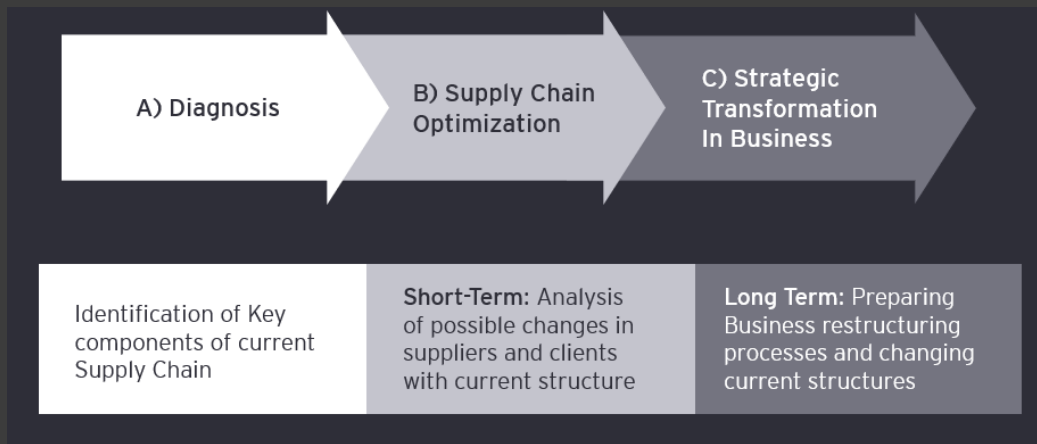 A) Diagnosis
B) Supply Chain
Optimization
C) Strategic
Transformation
In Business
Identification of Key
components of current
Supply Chain
Short-Term: Analysis
of possible changes in
suppliers and clients
with current structure
Long Term: Preparing
Business restructuring
processes and changing
current structures